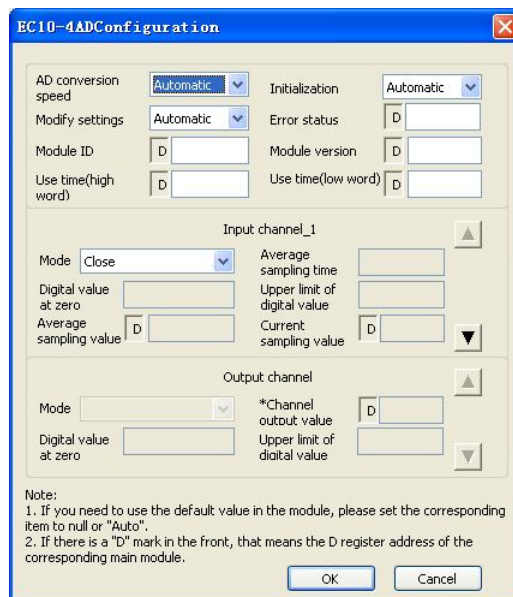 EC10-4ADConfiguration
AD conversion speed Automatic Initialization Automatic
Modify settings Automatic Error status D
Module ID D Module version D
Use time(high word) D Use time(low word) D
Input channel_1
Mode Close Average sampling time
Digital value at zero Upper limit of digital value
Average sampling value D Current sampling value D
Output channel
Mode *Channel output value D
Digital value at zero Upper limit of digital value
Note:
1. If you need to use the default value in the module, please set the corresponding
item to null or "Auto".
2. If there is a "D" mark in the front, that means the D register address of the
corresponding main module.
OK Cancel